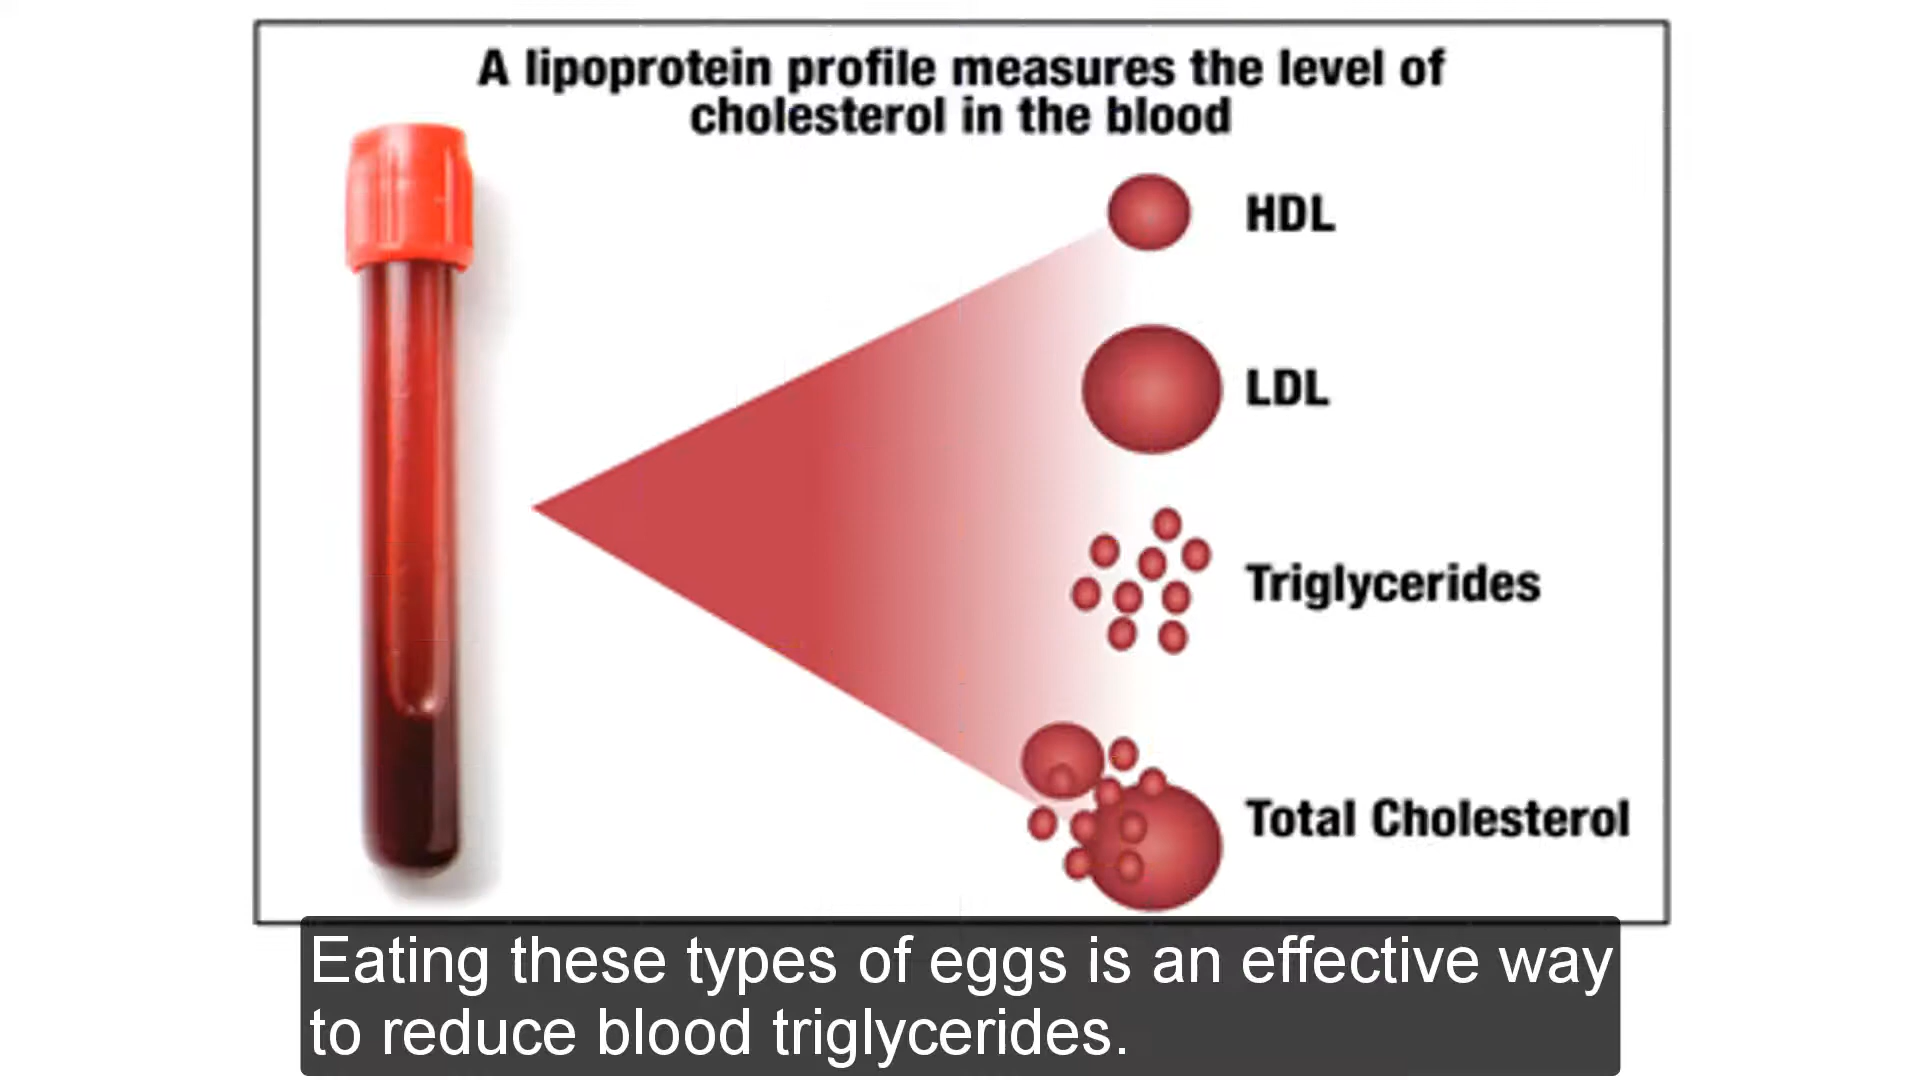 A lipoprotein profile measures the level of
cholesterol in the blood
HDL
LDL
Triglycerides
Total Cholesterol
Eating these types of eggs is an effective way
to reduce blood triglycerides.